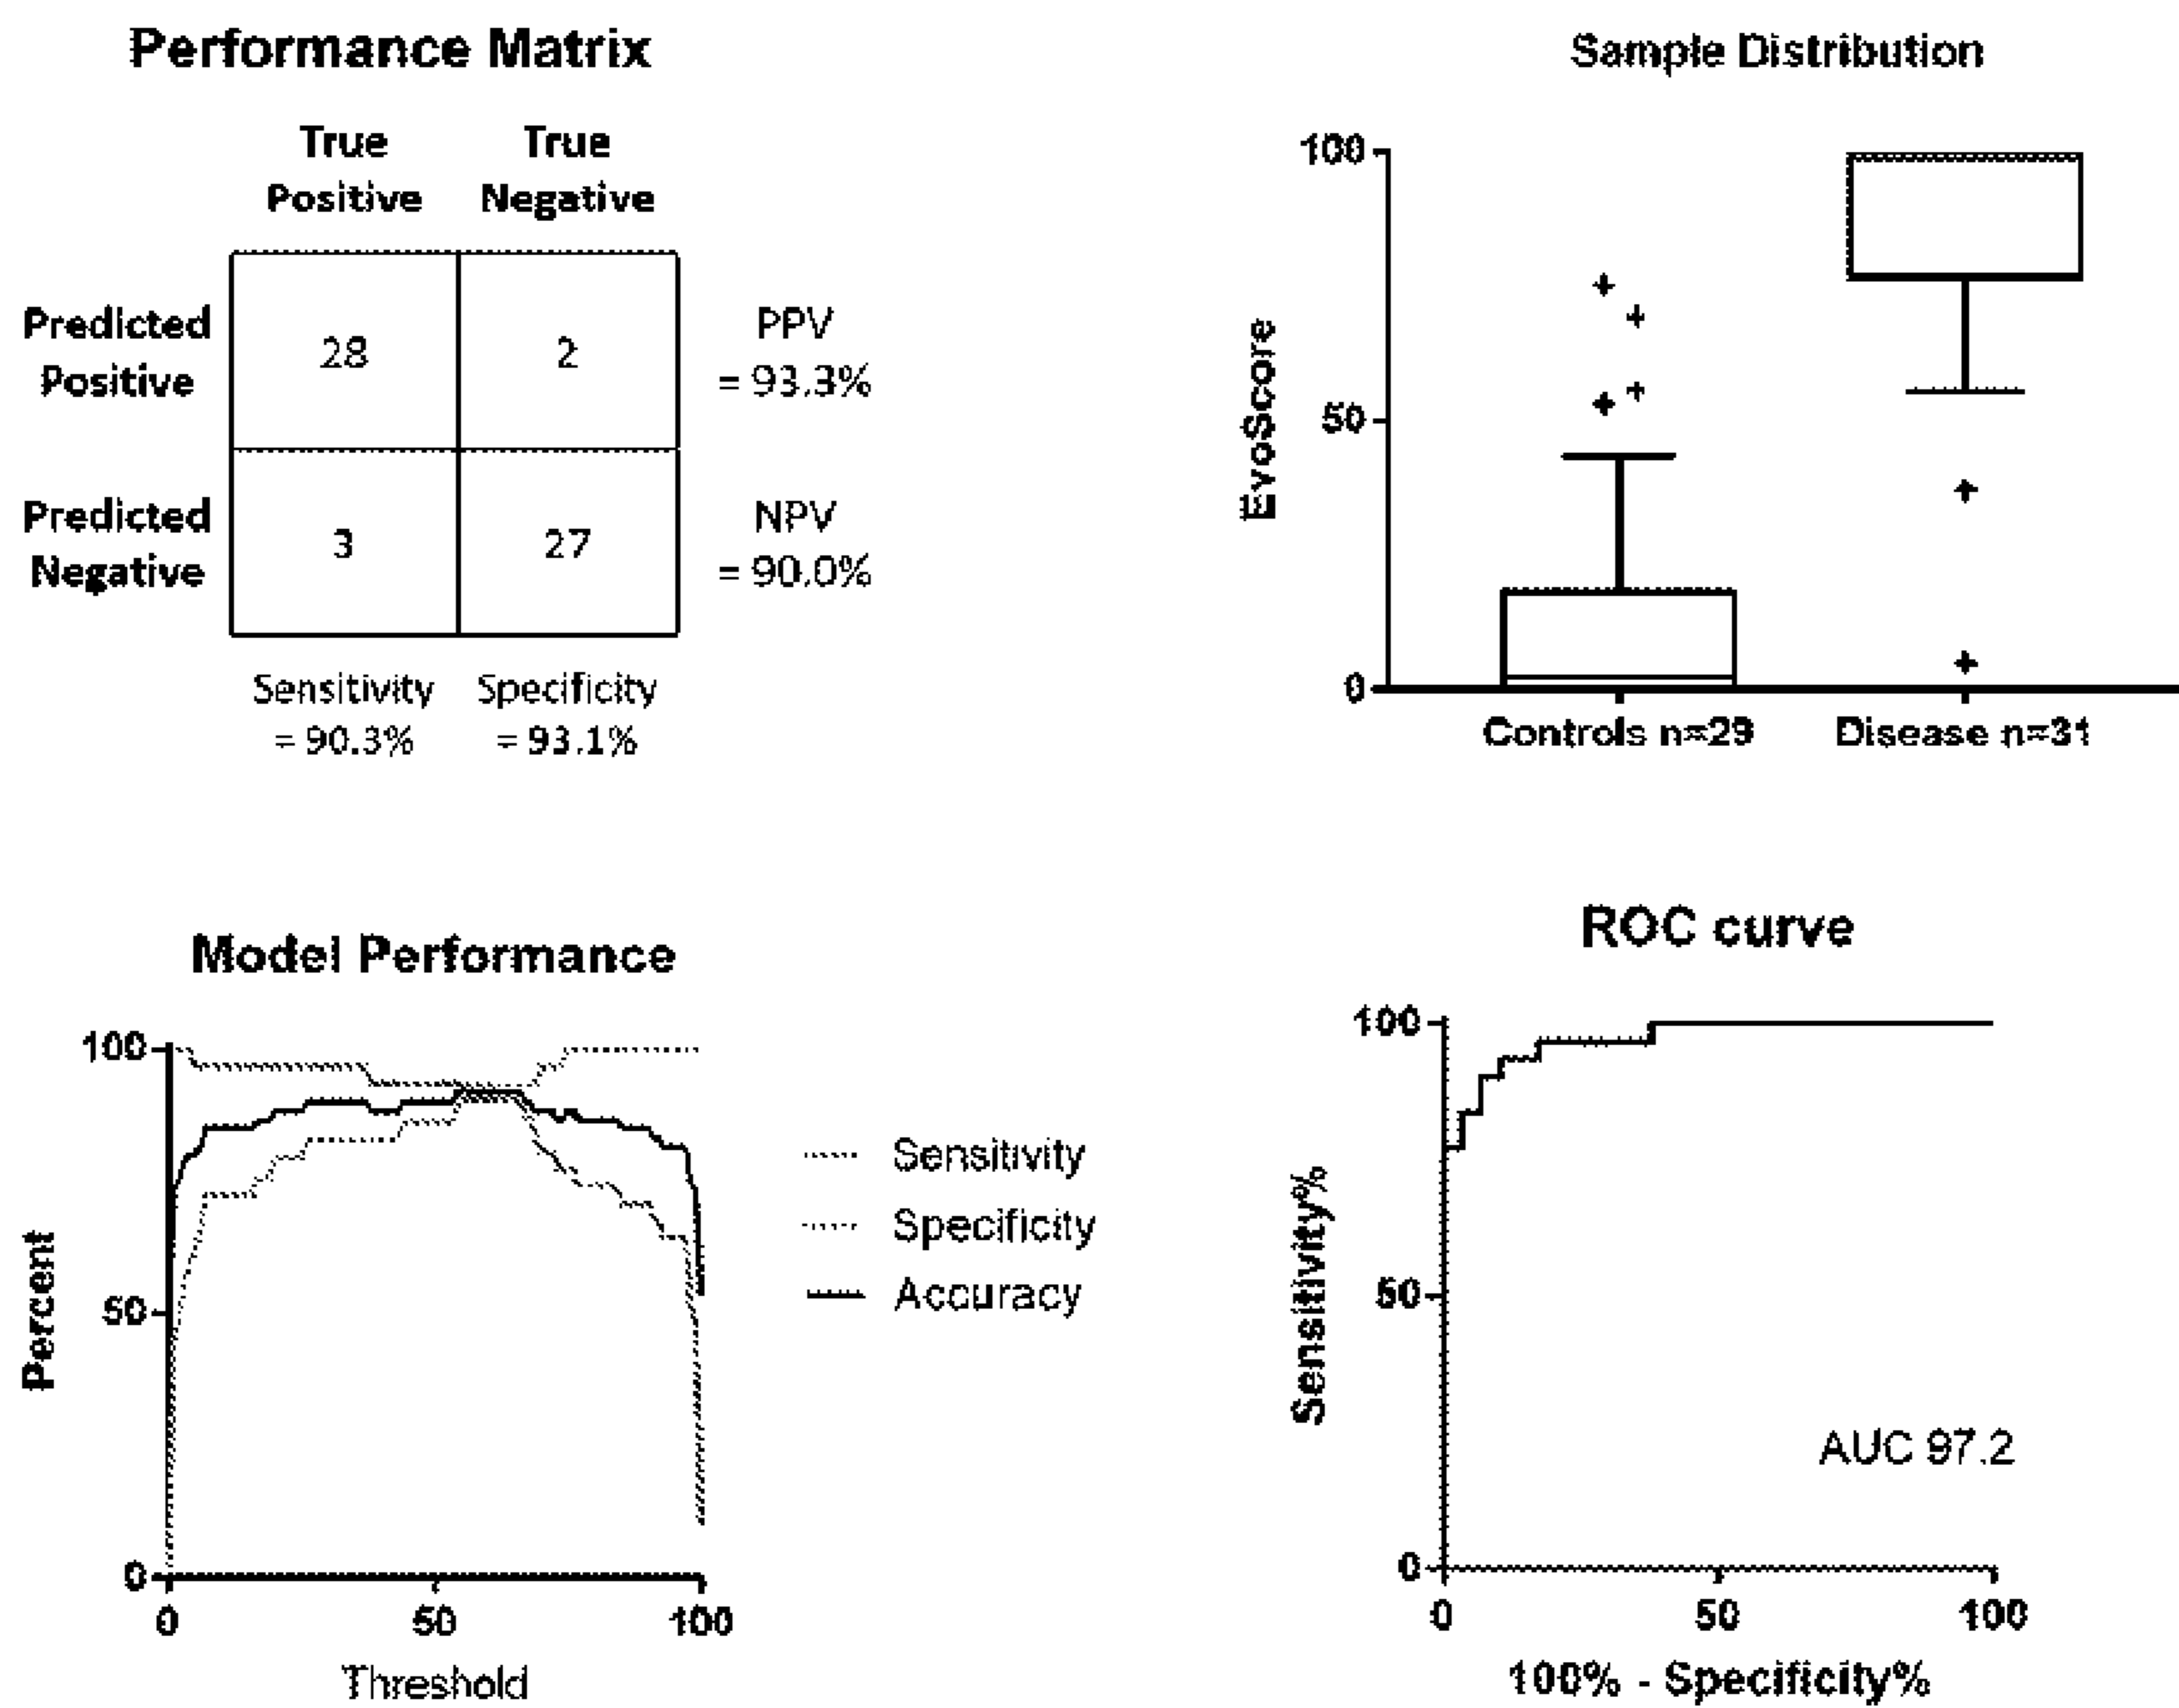 Performance Matrix
True
Positive
True
Negative
Predicted
Positive
28
2
PPV
= 93.3%
Predicted
Negative
3
27
NPV
= 90.0%
Sensitivity
= 90.3%
Specificity
= 93.1%
Sample Distribution
EvoScore
100
50
0
Controls n=29
Disease n=31
Model Performance
Percent
100
50
0
0
50
100
Threshold
Sensitivity
Specificity
Accuracy
ROC curve
Sensitivity%
100
50
0
AUC 97.2
0
50
100
100% - Specificity%